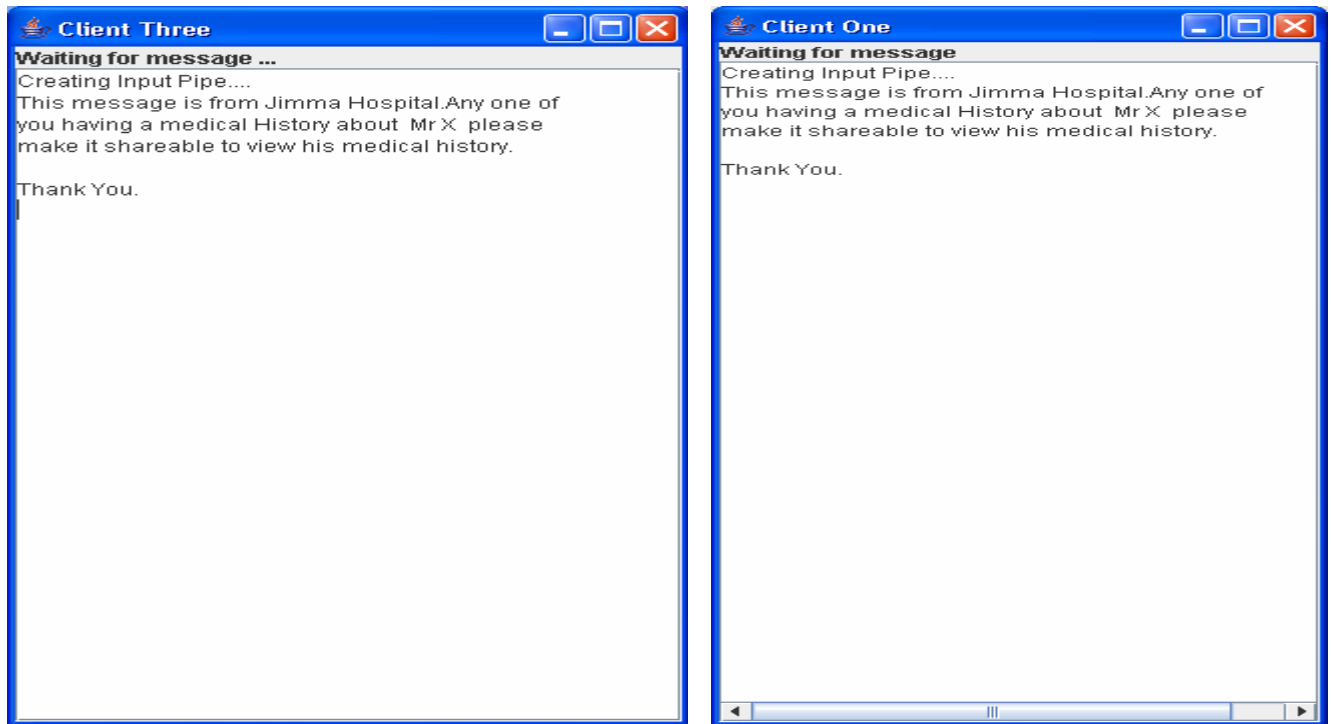 Client Three
Waiting for message ...
Creating Input Pipe....
This message is from Jimma Hospital.Any one of
you having a medical History about  Mr X  please
make it shareable to view his medical history.
Thank You.
Client One
Waiting for message
Creating Input Pipe....
This message is from Jimma Hospital.Any one of
you having a medical History about  Mr X  please
make it shareable to view his medical history.
Thank You.